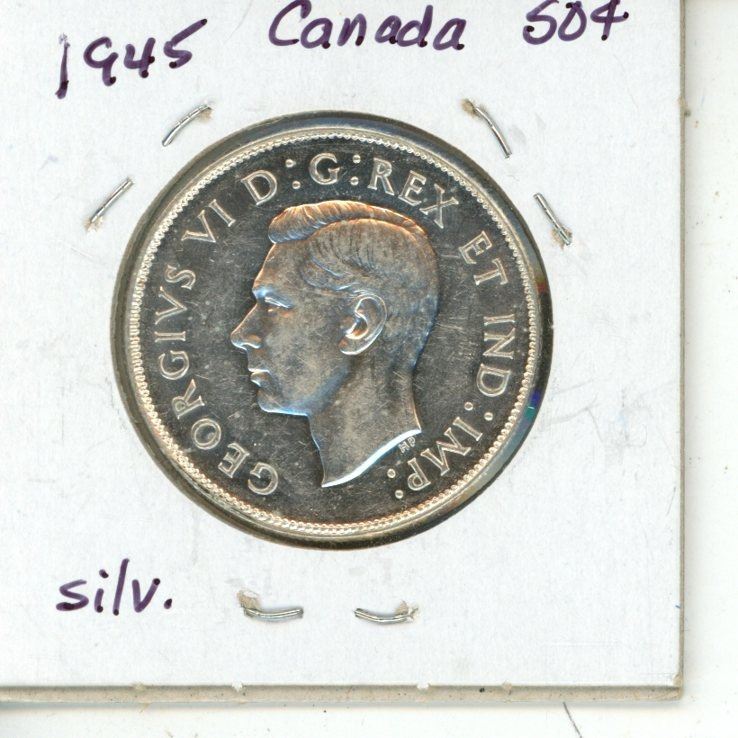 1945 Canada 50¢
GEORGIVS VI D:G:REX ET IND:IMP:
HP
silv.